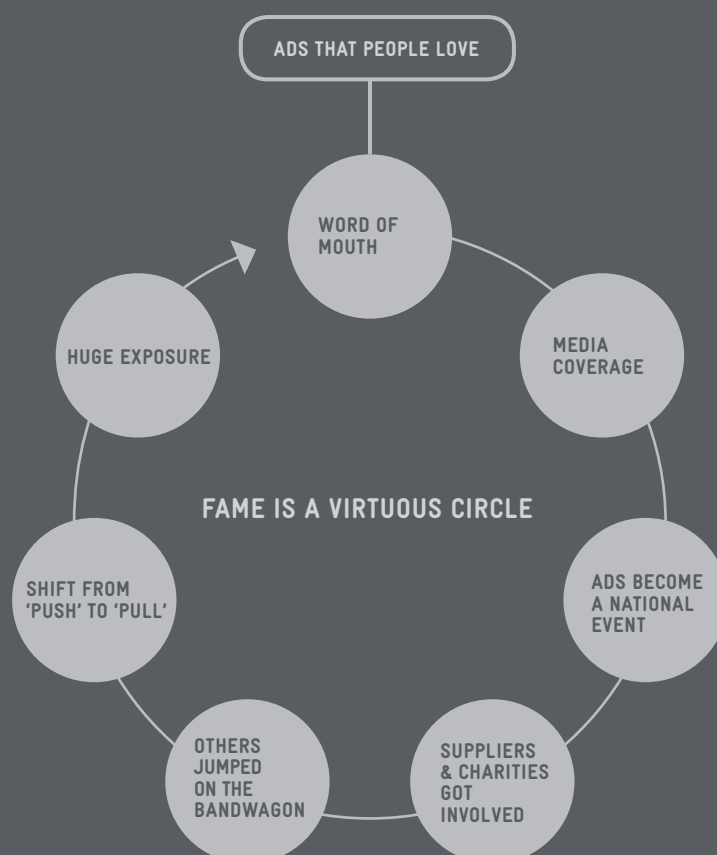 ADS THAT PEOPLE LOVE
WORD OF
MOUTH
MEDIA
COVERAGE
ADS BECOME
A NATIONAL
EVENT
SUPPLIERS
& CHARITIES
GOT
INVOLVED
OTHERS
JUMPED
ON THE
BANDWAGON
SHIFT FROM
‘PUSH’ TO ‘PULL’
HUGE EXPOSURE
FAME IS A VIRTUOUS CIRCLE